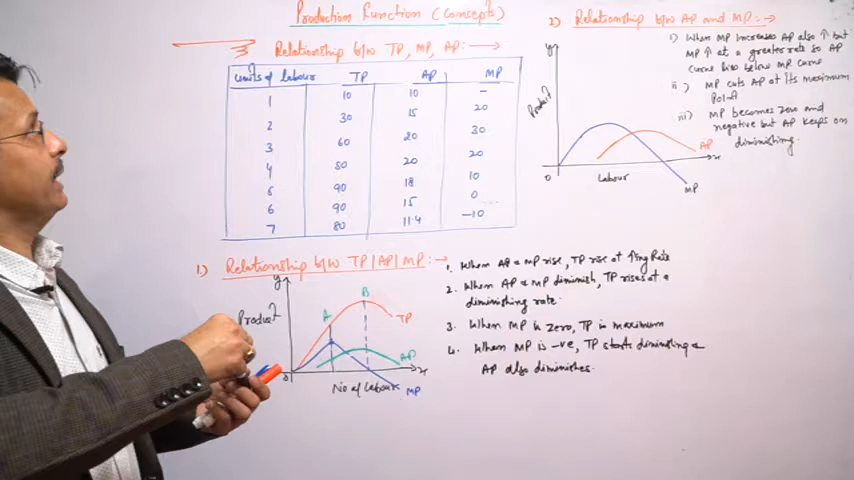 Production Function (Concept)
Relationship b/w TP, MP, AP:→
Units of labour TP AP MP
1 10 10 –
2 30 15 20
3 60 20 30
4 80 20 20
5 90 18 10
6 90 15 0
7 80 11.4 –10
1) Relationship b/w TP/AP/MP:→
y
Product
A
B
TP
AP
MP
0
x
No of labour
1. When AP & MP rise, TP rise at ↑ing Rate
2. When AP & MP diminish, TP rises at a
diminishing rate.
3. When MP is zero, TP is maximum
4. When MP is –ve, TP starts diminishing &
AP also diminishes.
2) Relationship b/w AP and MP:→
y
Product
0
Labour
x
AP
MP
i) When MP increases AP also ↑ but
MP ↑ at a greater rate so AP
curve lies below MP curve
ii) MP cuts AP at its maximum
Point
iii) MP becomes zero and
negative but AP keeps on
diminishing.